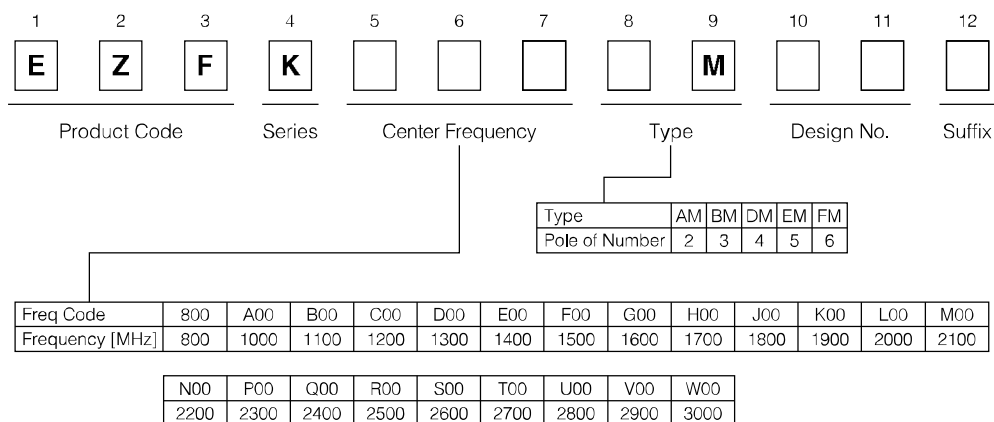 1 2 3 4 5 6 7 8 9 10 11 12
E Z F K M
Product Code Series Center Frequency Type Design No. Suffix
Type AM BM DM EM FM
Pole of Number 2 3 4 5 6
Freq Code 800 A00 B00 C00 D00 E00 F00 G00 H00 J00 K00 L00 M00
Frequency [MHz] 800 1000 1100 1200 1300 1400 1500 1600 1700 1800 1900 2000 2100
N00 P00 Q00 R00 S00 T00 U00 V00 W00
2200 2300 2400 2500 2600 2700 2800 2900 3000